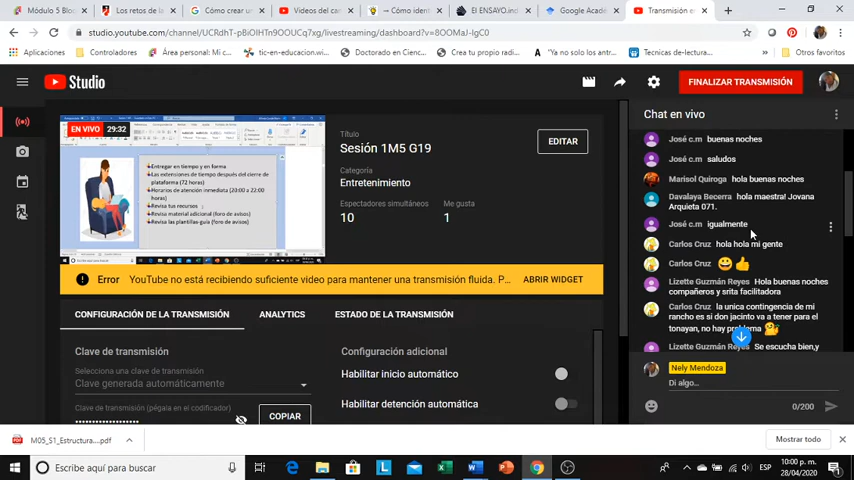 Módulo 5 Bloc
Los retos de la
Cómo crear un
Videos del can
→ Cómo ident
El ENSAYO.ind
Google Acadé
Transmisión e
studio.youtube.com/channel/UCRdhT-pBiOIHTn9OOUCq7xg/livestreaming/dashboard?v=8OOMaJ-IgC0
Aplicaciones
Controladores
Área personal: Mi c...
tic-en-educacion.wi...
Doctorado en Cienc...
Crea tu propio radi...
"Ya no solo los ant...
Tecnicas de-lectura...
Otros favoritos
Studio
FINALIZAR TRANSMISIÓN
EN VIVO 29:32
Entregar en tiempo y en forma
Las extensiones de tiempo después del cierre de
plataforma (72 horas)
Horarios de atención inmediata (20:00 a 22:00
horas)
Revisa tus recursos
Revisa material adicional (foro de avisos)
Revisa las plantillas-guía (foro de avisos)
Título
Sesión 1M5 G19
EDITAR
Categoría
Entretenimiento
Espectadores simultáneos
Me gusta
10
1
Error YouTube no está recibiendo suficiente video para mantener una transmisión fluida. P...
ABRIR WIDGET
CONFIGURACIÓN DE LA TRANSMISIÓN
ANALYTICS
ESTADO DE LA TRANSMISIÓN
Clave de transmisión
Selecciona una clave de transmisión
Clave generada automáticamente
Clave de transmisión (pégala en el codificador)
••••••••••••••••••
COPIAR
Configuración adicional
Habilitar inicio automático
Habilitar detención automática
Chat en vivo
José c.m buenas noches
José c.m saludos
Marisol Quiroga hola buenas noches
Davalaya Becerra hola maestra! Jovana
Arquieta 071.
José c.m igualmente
Carlos Cruz hola hola mi gente
Carlos Cruz 😀👍
Lizette Guzmán Reyes Hola buenas noches
compañeros y srita facilitadora
Carlos Cruz la unica contingencia de mi
rancho es si don jacinto va a tener para el
tonayan, no hay problema
Lizette Guzmán Reyes Se escucha bien,y
Nely Mendoza
Di algo...
0/200
M05_S1_Estructura....pdf
Mostrar todo
Escribe aquí para buscar
ESP
10:00 p. m.
28/04/2020